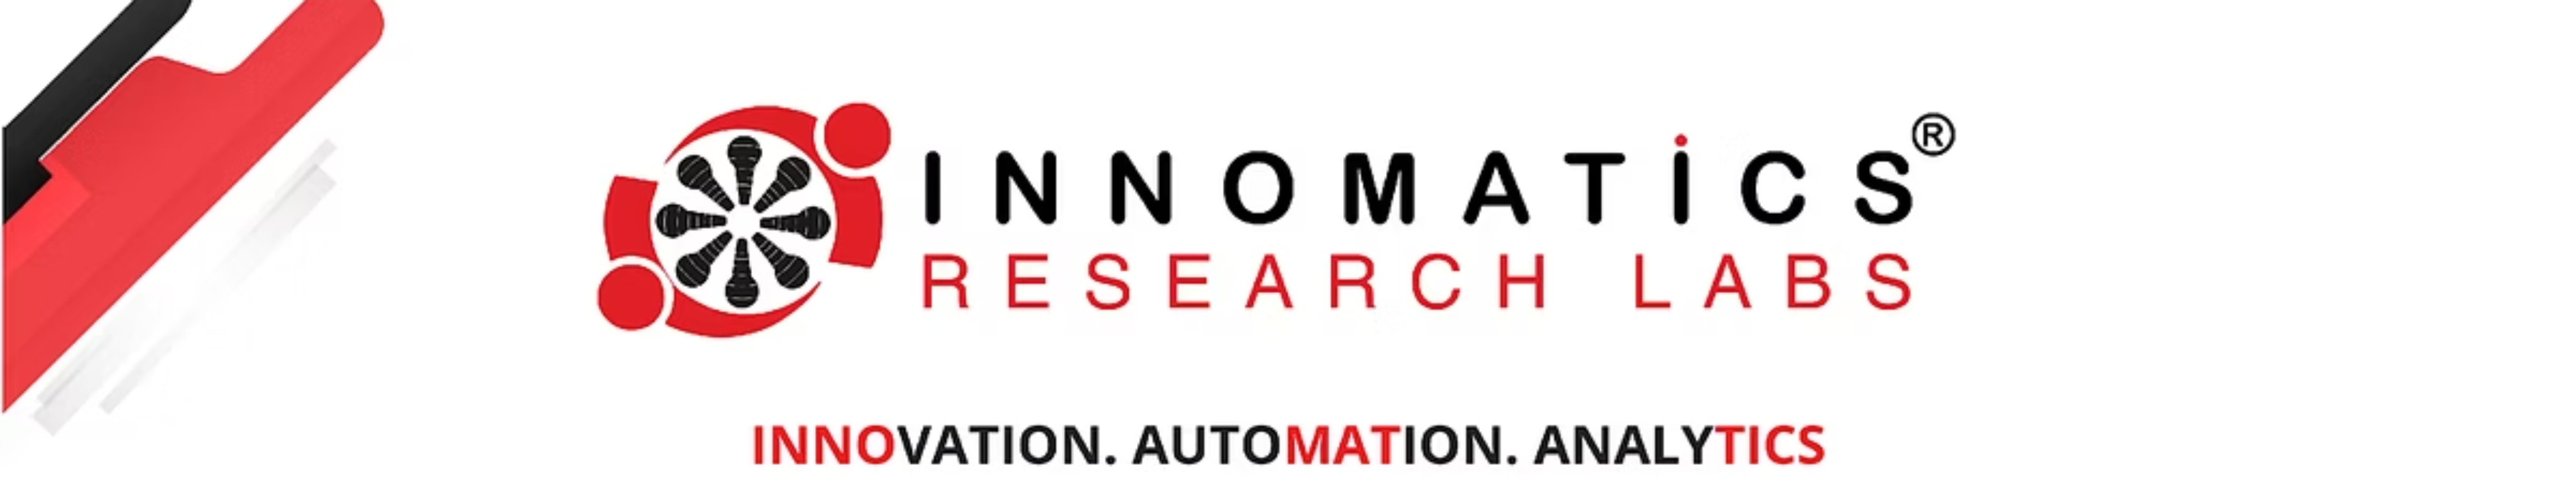 INNOMATiCS®
RESEARCH LABS
INNOVATION. AUTOMATION. ANALYTICS